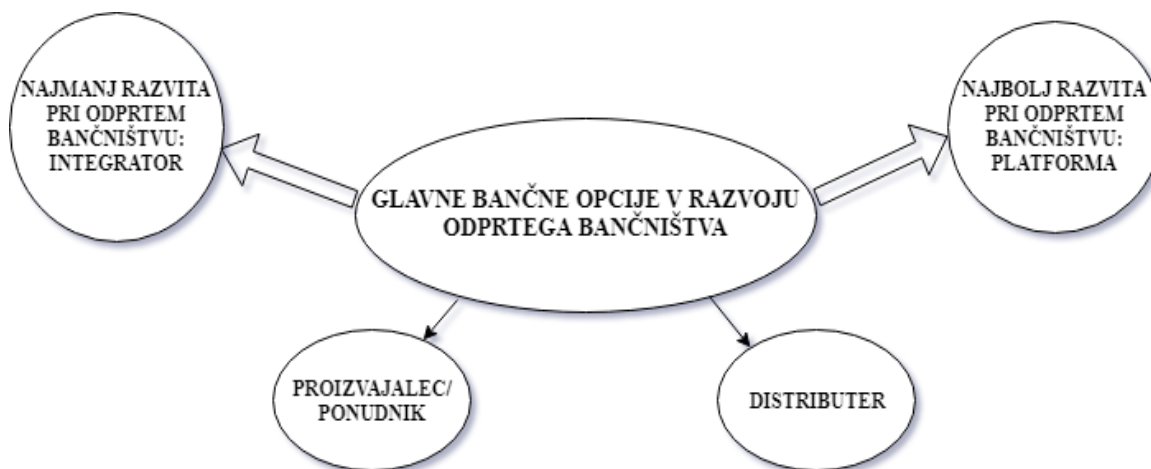 NAJMANJ RAZVITA
PRI ODPRTEM
BANČNIŠTVU:
INTEGRATOR
NAJBOLJ RAZVITA
PRI ODPRTEM
BANČNIŠTVU:
PLATFORMA
GLAVNE BANČNE OPCIJE V RAZVOJU
ODPRTEGA BANČNIŠTVA
PROIZVAJALEC/
PONUDNIK
DISTRIBUTER